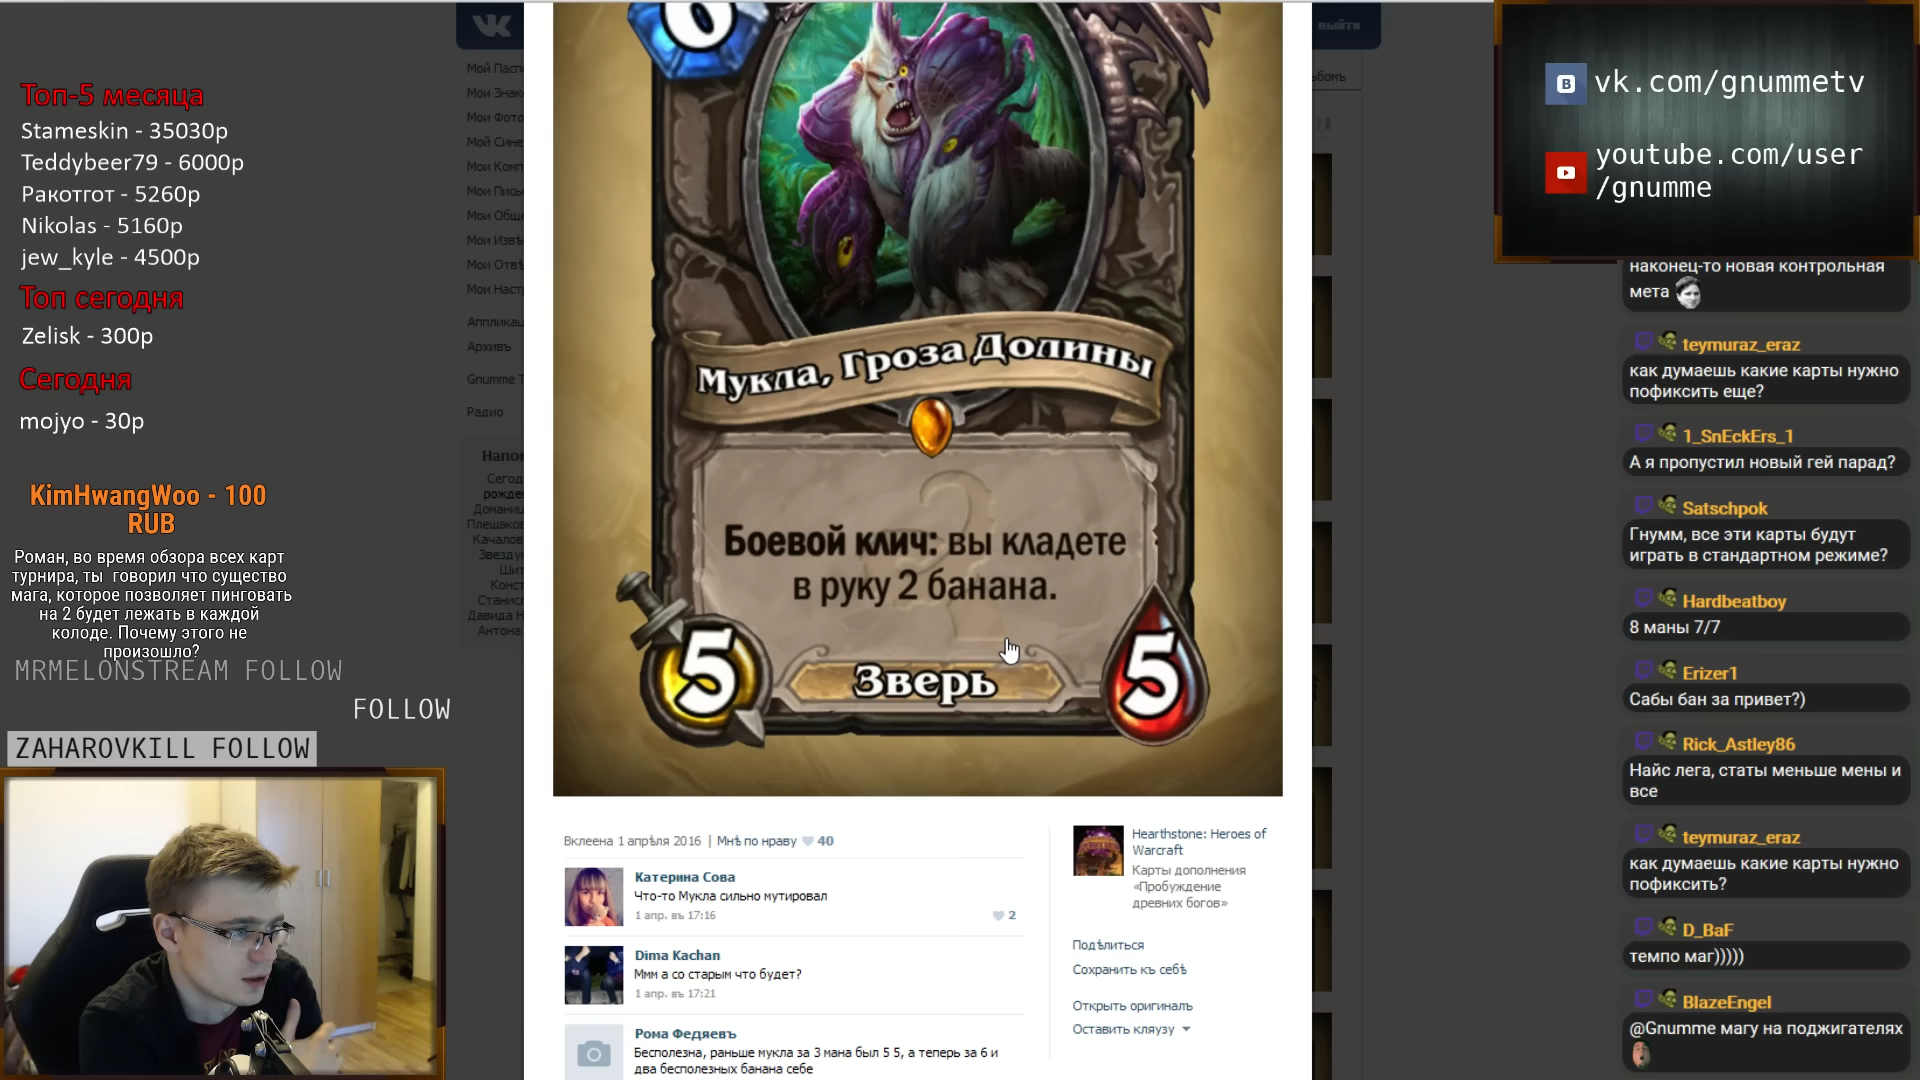 Топ-5 месяца
Stameskin - 35030р
Teddybeer79 - 6000р
Ракотгот - 5260р
Nikolas - 5160р
jew_kyle - 4500р
Топ сегодня
Zelisk - 300р
Сегодня
mojyo - 30р
KimHwangWoo - 100
RUB
Роман, во время обзора всех карт
турнира, ты говорил что существо
мага, которое позволяет пинговать
на 2 будет лежать в каждой
колоде. Почему этого не
произошло?
MRMELONSTREAM FOLLOW
FOLLOW
ZAHAROVKILL FOLLOW
Мои Фото
Аппликац
Архивъ
Gnumme T
Радио
выйти
6
Мукла, Гроза Долины
Боевой клич: вы кладете
в руку 2 банана.
5
Зверь
5
Вклеена 1 апрѣля 2016 | Мнѣ по нраву 40
Катерина Сова
Что-то Мукла сильно мутировал
1 апр. въ 17:16
2
Dima Kachan
Ммм а со старым что будет?
1 апр. въ 17:21
Рома Федяевъ
Бесполезна, раньше мукла за 3 мана был 5 5, а теперь за 6 и
два бесполезных банана себе
Hearthstone: Heroes of
Warcraft
Карты дополнения
«Пробуждение
древних богов»
Подѣлиться
Сохранить къ себѣ
Открыть оригиналъ
Оставить кляузу
vk.com/gnummetv
youtube.com/user
/gnumme
наконец-то новая контрольная
мета
teymuraz_eraz
как думаешь какие карты нужно
пофиксить еще?
1_SnEckErs_1
А я пропустил новый гей парад?
Satschpok
Гнумм, все эти карты будут
играть в стандартном режиме?
Hardbeatboy
8 маны 7/7
Erizer1
Сабы бан за привет?)
Rick_Astley86
Найс лега, статы меньше мены и
все
teymuraz_eraz
как думаешь какие карты нужно
пофиксить?
D_BaF
темпо маг)))))
BlazeEngel
@Gnumme магу на поджигателях